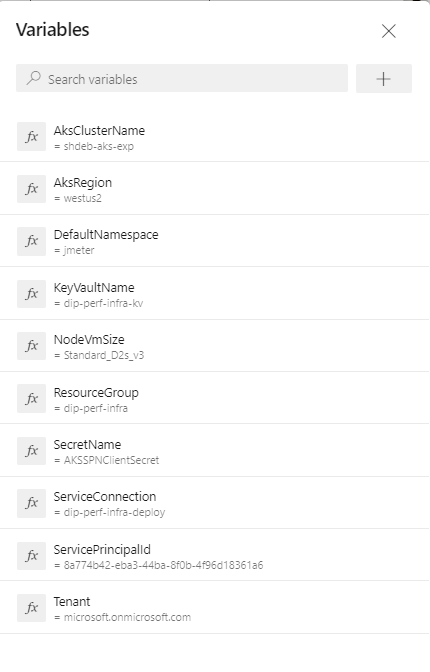 Variables
Search variables
fx AksClusterName
= shdeb-aks-exp
fx AksRegion
= westus2
fx DefaultNamespace
= jmeter
fx KeyVaultName
= dip-perf-infra-kv
fx NodeVmSize
= Standard_D2s_v3
fx ResourceGroup
= dip-perf-infra
fx SecretName
= AKSSPNClientSecret
fx ServiceConnection
= dip-perf-infra-deploy
fx ServicePrincipalId
= 8a774b42-eba3-44ba-8f0b-4f96d18361a6
fx Tenant
= microsoft.onmicrosoft.com